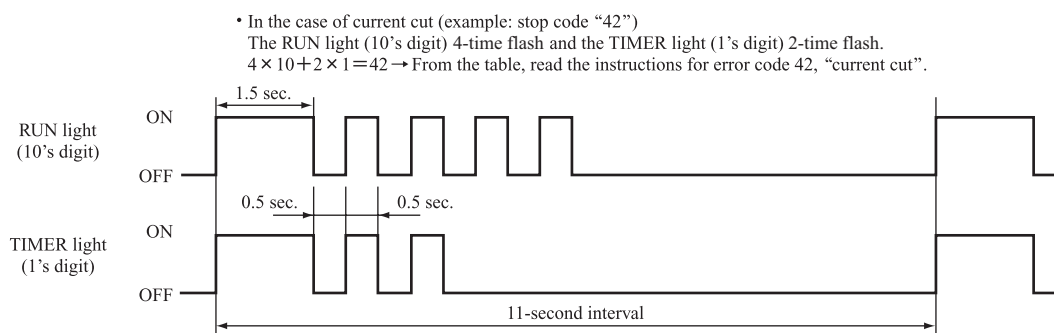 • In the case of current cut (example: stop code “42”)
The RUN light (10’s digit) 4-time flash and the TIMER light (1’s digit) 2-time flash.
4 × 10 + 2 × 1 = 42 → From the table, read the instructions for error code 42, “current cut”.
1.5 sec.
RUN light
(10’s digit)
ON
OFF
0.5 sec.
0.5 sec.
TIMER light
(1’s digit)
ON
OFF
11-second interval